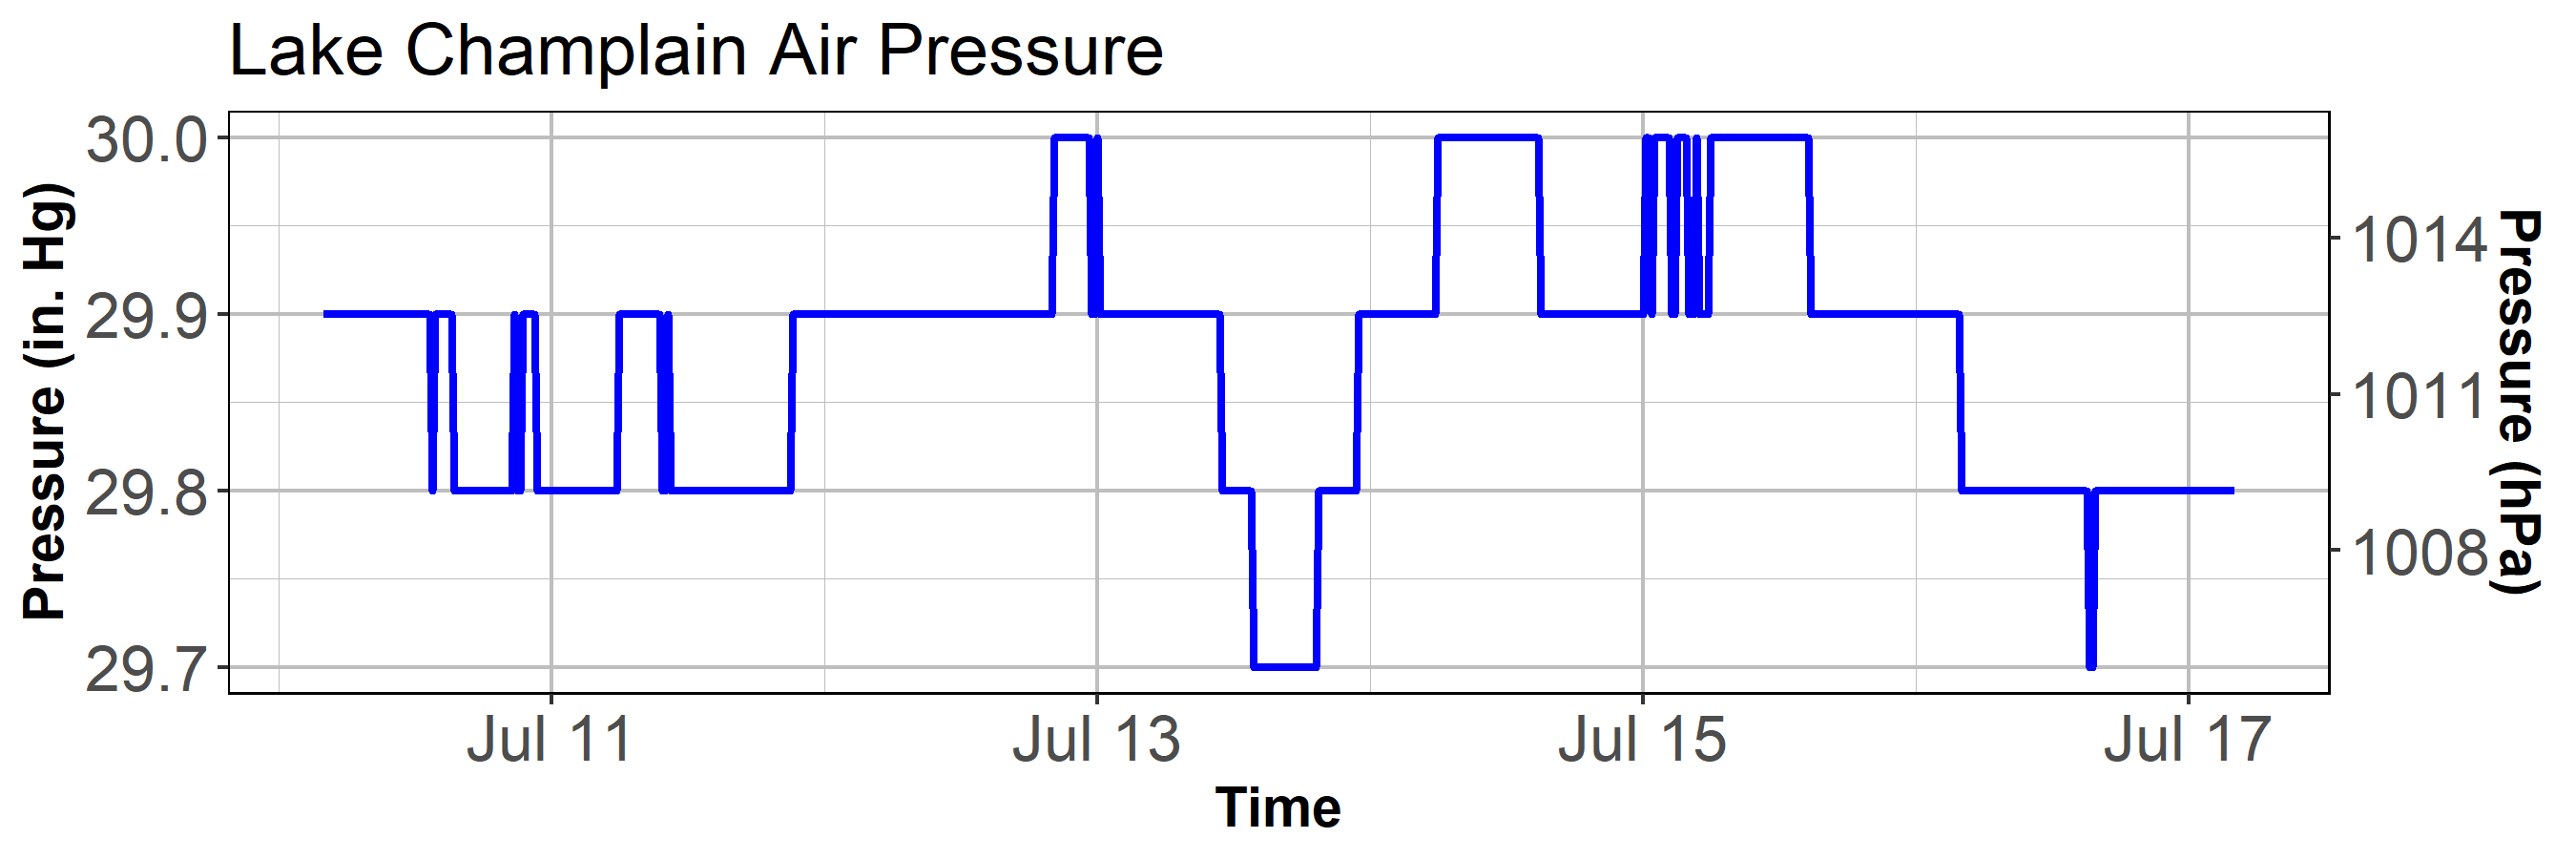 Lake Champlain Air Pressure
Pressure (in. Hg)
30.0
29.9
29.8
29.7
1014
1011
1008
Pressure (hPa)
Jul 11
Jul 13
Jul 15
Jul 17
Time